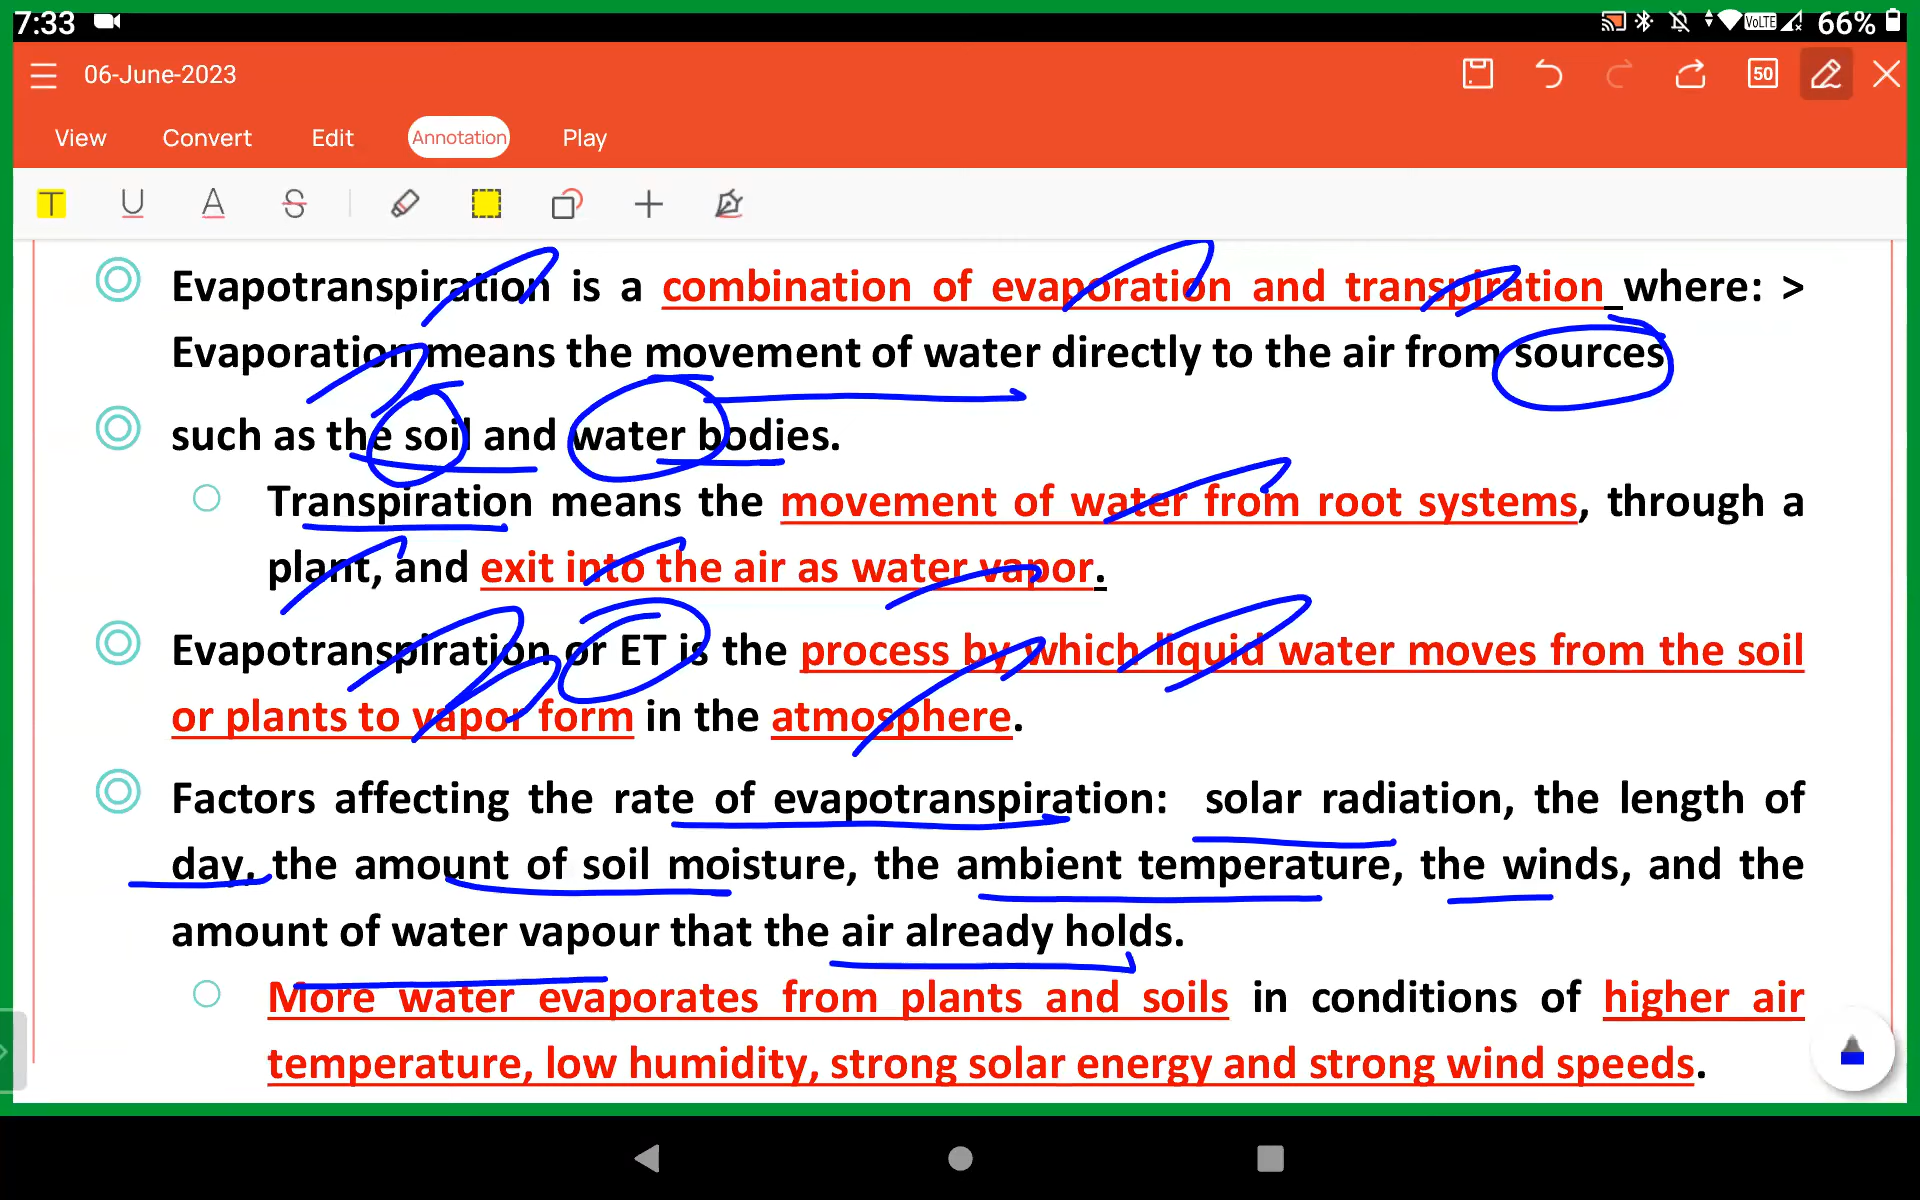 7:33 VoLTE 66%
06-June-2023 50
View Convert Edit Annotation Play
T U A S
Evapotranspiration is a combination of evaporation and transpiration where: >
Evaporation means the movement of water directly to the air from sources
such as the soil and water bodies.
Transpiration means the movement of water from root systems, through a
plant, and exit into the air as water vapor.
Evapotranspiration or ET is the process by which liquid water moves from the soil
or plants to vapor form in the atmosphere.
Factors affecting the rate of evapotranspiration: solar radiation, the length of
day, the amount of soil moisture, the ambient temperature, the winds, and the
amount of water vapour that the air already holds.
More water evaporates from plants and soils in conditions of higher air
temperature, low humidity, strong solar energy and strong wind speeds.